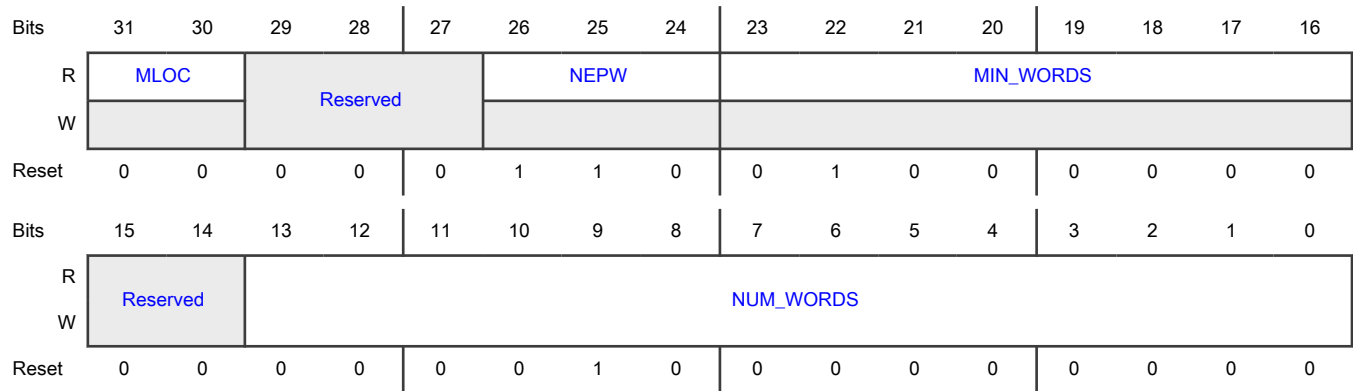 Bits 31 30 29 28 27 26 25 24 23 22 21 20 19 18 17 16
R MLOC NEPW MIN_WORDS
Reserved
W
Reset 0 0 0 0 0 1 1 0 0 1 0 0 0 0 0 0
Bits 15 14 13 12 11 10 9 8 7 6 5 4 3 2 1 0
R
Reserved NUM_WORDS
W
Reset 0 0 0 0 0 0 1 0 0 0 0 0 0 0 0 0